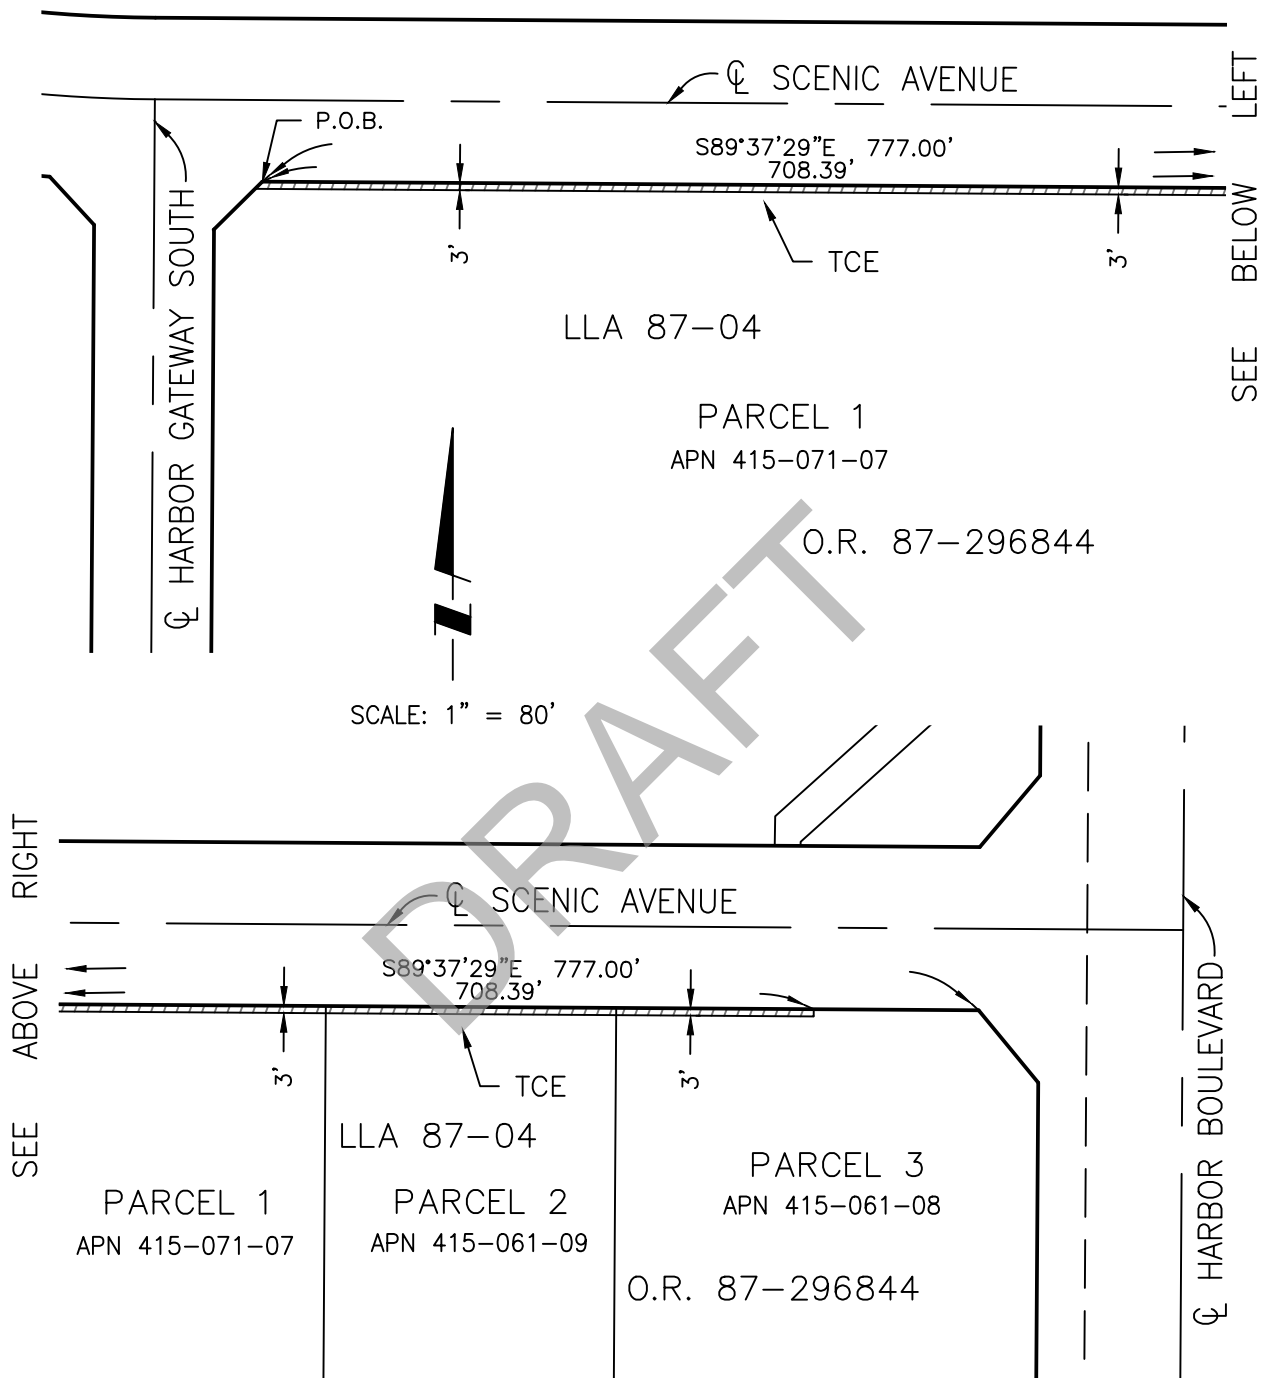 ℄ SCENIC AVENUE
P.O.B.
S89°37'29"E 777.00'
708.39'
3'
3'
TCE
LLA 87-04
PARCEL 1
APN 415-071-07
O.R. 87-296844
℄ HARBOR GATEWAY SOUTH
SEE BELOW LEFT
SCALE: 1" = 80'
DRAFT
SEE ABOVE RIGHT
℄ SCENIC AVENUE
S89°37'29"E 777.00'
708.39'
3'
3'
TCE
LLA 87-04
PARCEL 1
APN 415-071-07
PARCEL 2
APN 415-061-09
PARCEL 3
APN 415-061-08
O.R. 87-296844
℄ HARBOR BOULEVARD